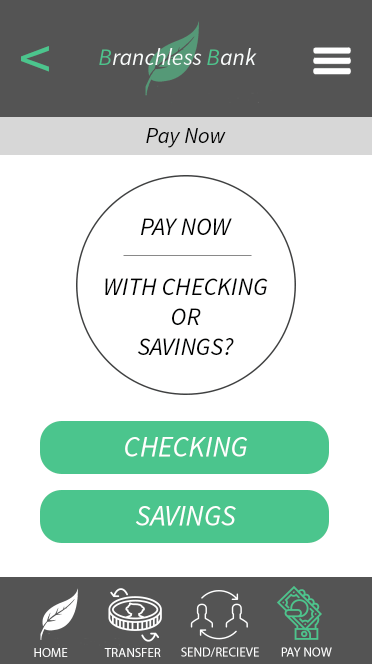 <
Branchless Bank
Pay Now
PAY NOW
WITH CHECKING
OR
SAVINGS?
CHECKING
SAVINGS
HOME TRANSFER SEND/RECIEVE PAY NOW